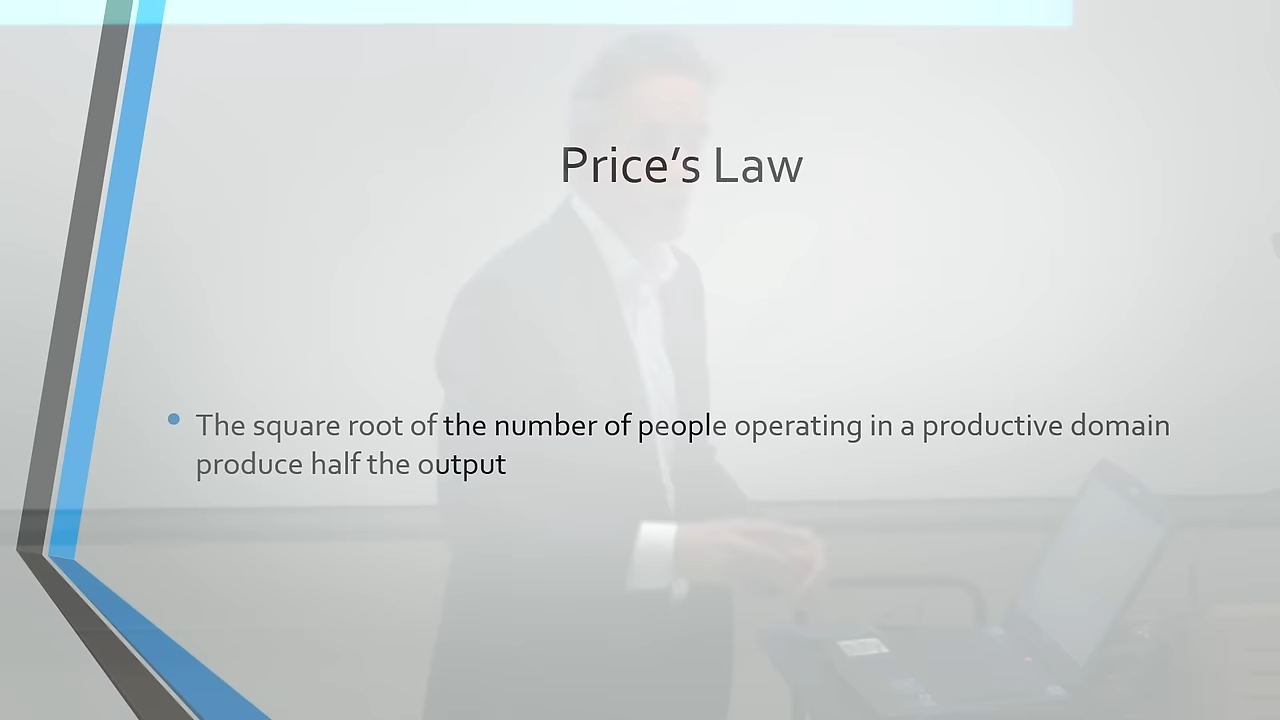 Price’s Law
• The square root of the number of people operating in a productive domain
produce half the output